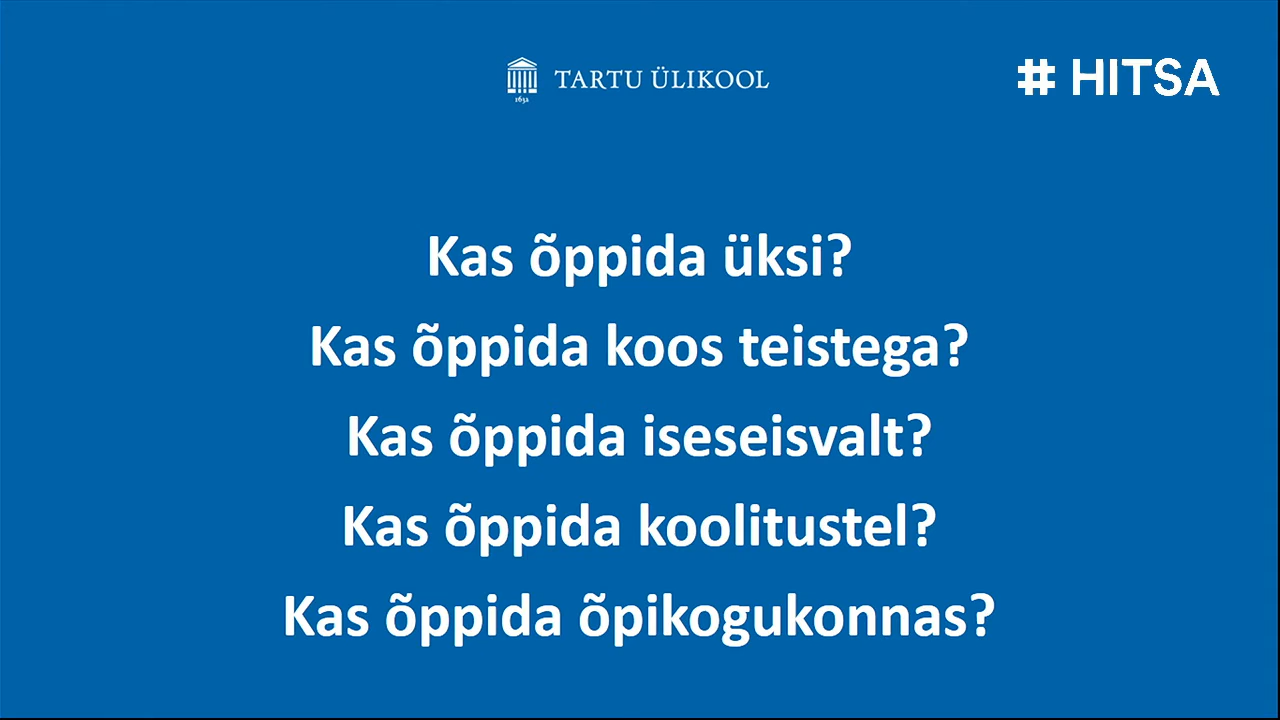 TARTU ÜLIKOOL
1632
# HITSA
Kas õppida üksi?
Kas õppida koos teistega?
Kas õppida iseseisvalt?
Kas õppida koolitustel?
Kas õppida õpikogukonnas?